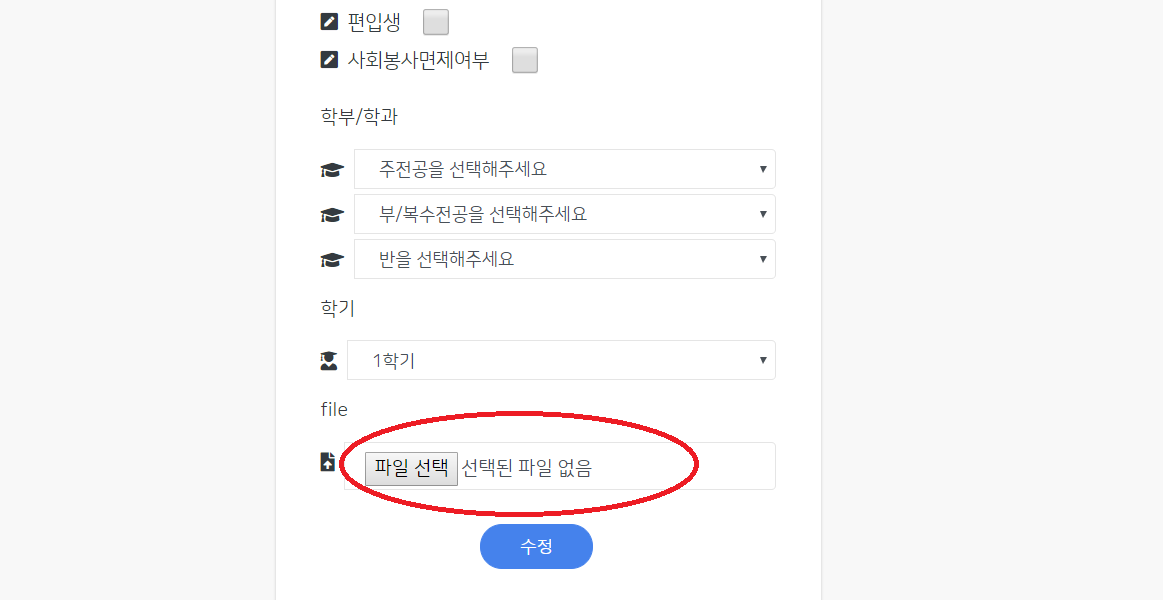 편입생
사회봉사면제여부
학부/학과
주전공을 선택해주세요
부/복수전공을 선택해주세요
반을 선택해주세요
학기
1학기
file
파일 선택 선택된 파일 없음
수정